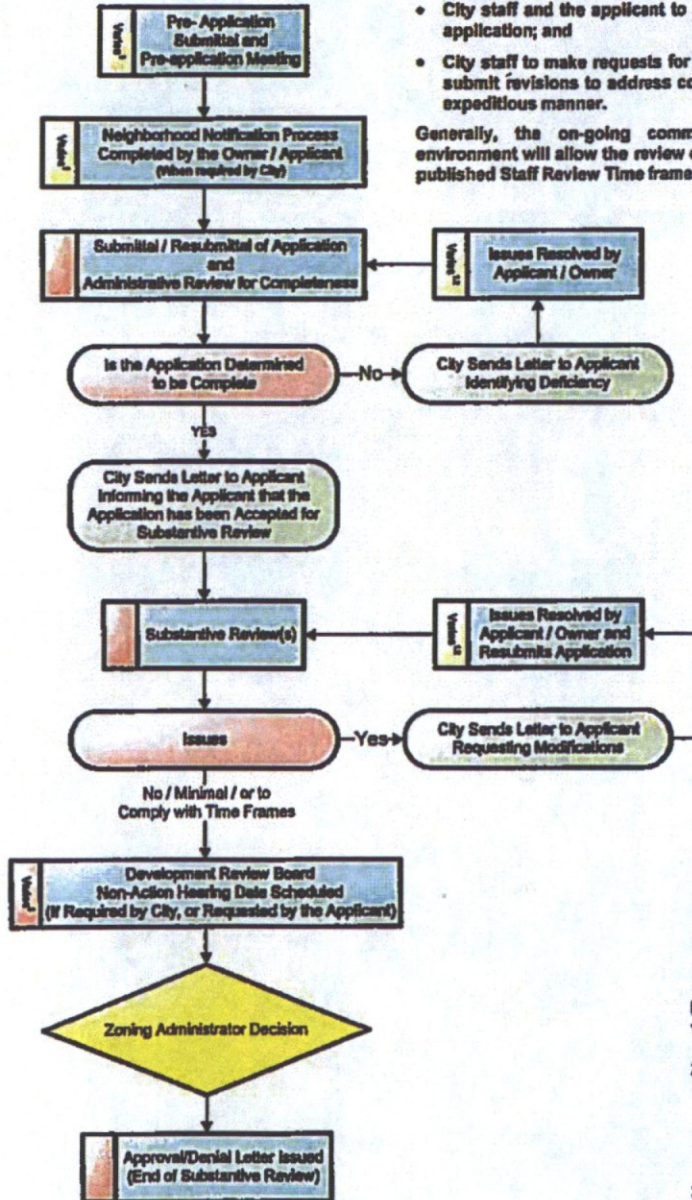 Pre- Application
Submittal and
Pre-application Meeting
• City staff and the applicant to
application; and
• City staff to make requests for
submit revisions to address co
expeditious manner.
Generally, the on-going comm
environment will allow the review o
published Staff Review Time frame
Neighborhood Notification Process
Completed by the Owner / Applicant
(When required by City)
Submittal / Resubmittal of Application
and
Administrative Review for Completeness
Varies
Issues Resolved by
Applicant / Owner
Is the Application Determined
to be Complete
No
City Sends Letter to Applicant
Identifying Deficiency
YES
City Sends Letter to Applicant
Informing the Applicant that the
Application has been Accepted for
Substantive Review
Substantive Review(s)
Varies
Issues Resolved by
Applicant / Owner and
Resubmits Application
Issues
Yes
City Sends Letter to Applicant
Requesting Modifications
No / Minimal / or to
Comply with Time Frames
Development Review Board
Non-Action Hearing Date Scheduled
(If Required by City, or Requested by the Applicant)
Zoning Administrator Decision
Approval/Denial Letter Issued
(End of Substantive Review)